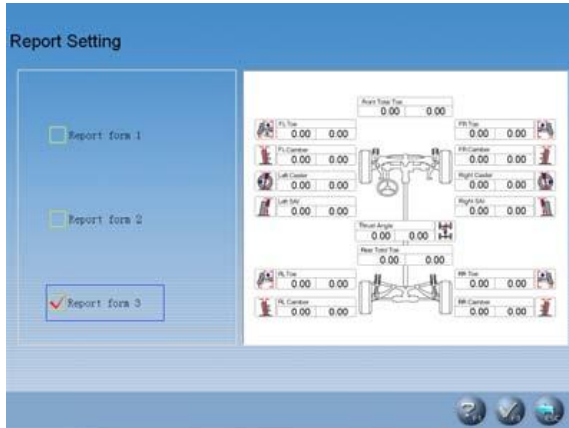 Report Setting
Report form 1
Report form 2
Report form 3
Front Total Toe
0.00 0.00
FL Toe
0.00 0.00
FR Toe
0.00 0.00
FL Camber
0.00 0.00
FR Camber
0.00 0.00
Left Caster
0.00 0.00
Right Caster
0.00 0.00
Left SAI
0.00 0.00
Right SAI
0.00 0.00
Thrust Angle
0.00 0.00
Rear Total Toe
0.00 0.00
RL Toe
0.00 0.00
RR Toe
0.00 0.00
RL Camber
0.00 0.00
RR Camber
0.00 0.00
ESC